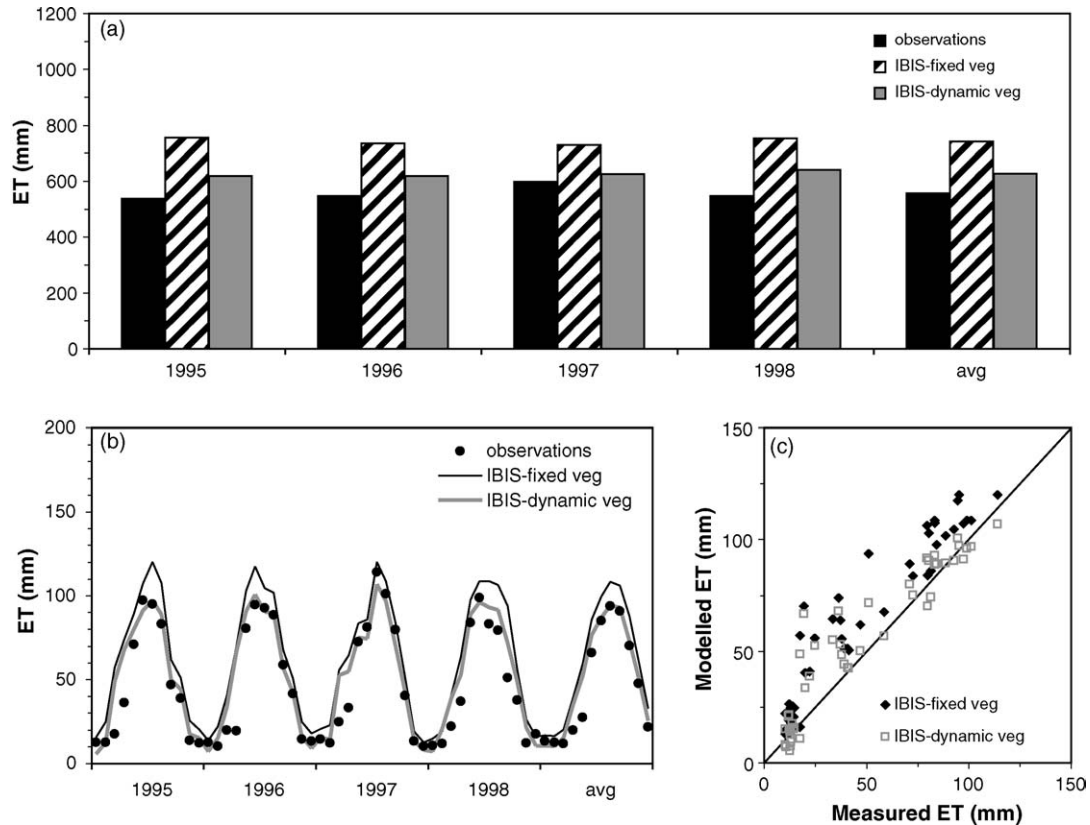 (a)
observations
IBIS-fixed veg
IBIS-dynamic veg
ET (mm)
1200
1000
800
600
400
200
0
1995 1996 1997 1998 avg
(b)
observations
IBIS-fixed veg
IBIS-dynamic veg
ET (mm)
200
150
100
50
0
1995 1996 1997 1998 avg
(c)
Modelled ET (mm)
150
100
50
0
IBIS-fixed veg
IBIS-dynamic veg
0 50 100 150
Measured ET (mm)